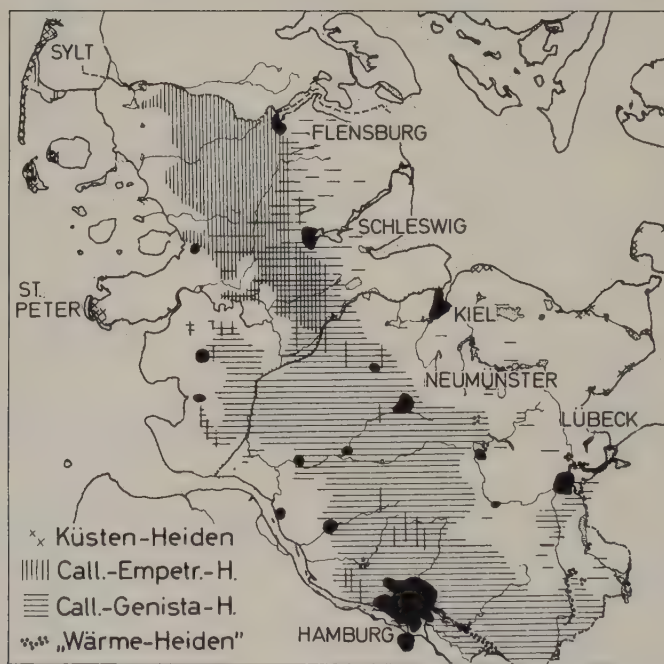 SYLT
FLENSBURG
SCHLESWIG
ST.
PETER
KIEL
NEUMÜNSTER
LÜBECK
Küsten-Heiden
Call.-Empetr.-H.
Call.-Genista-H.
„Wärme-Heiden"
HAMBURG